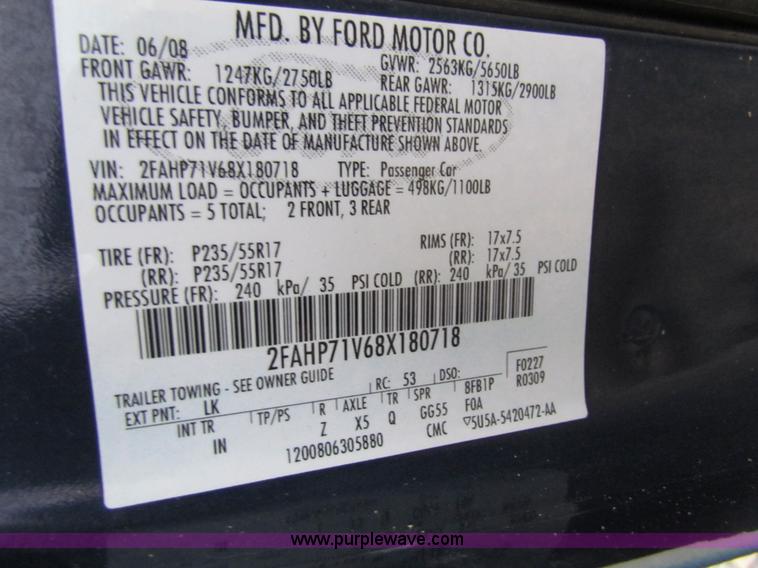 MFD. BY FORD MOTOR CO.
DATE: 06/08 GVWR: 2563KG/5650LB
FRONT GAWR: 1247KG/2750LB REAR GAWR: 1315KG/2900LB
THIS VEHICLE CONFORMS TO ALL APPLICABLE FEDERAL MOTOR
VEHICLE SAFETY, BUMPER, AND THEFT PREVENTION STANDARDS
IN EFFECT ON THE DATE OF MANUFACTURE SHOWN ABOVE.
VIN: 2FAHP71V68X180718 TYPE: Passenger Car
MAXIMUM LOAD = OCCUPANTS + LUGGAGE = 498KG/1100LB
OCCUPANTS = 5 TOTAL; 2 FRONT, 3 REAR
TIRE (FR): P235/55R17 RIMS (FR): 17x7.5
(RR): P235/55R17 (RR): 17x7.5
PRESSURE (FR): 240 kPa/ 35 PSI COLD (RR): 240 kPa/ 35 PSI COLD
2FAHP71V68X180718
TRAILER TOWING - SEE OWNER GUIDE F0227
EXT PNT: LK RC: 53 DSO: 8FB1P R0309
INT TR TP/PS R AXLE TR SPR F0A
IN Z X5 Q GG55 CMC ▽5U5A-5420472-AA
1200806305880
www.purplewave.com